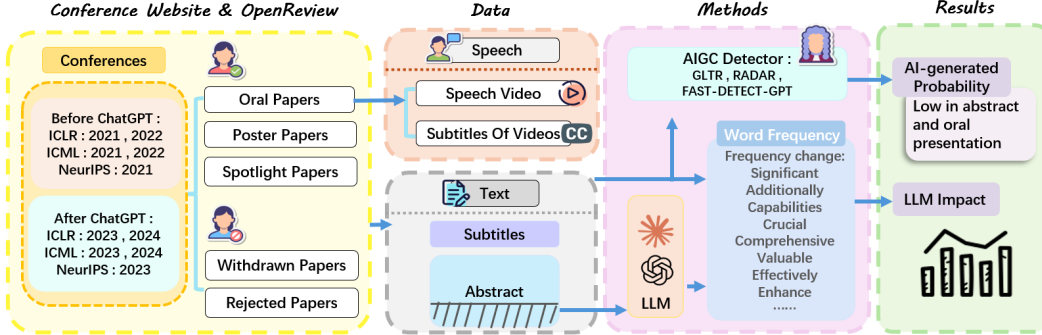 Conference Website & OpenReview
Data
Methods
Results
Conferences
Before ChatGPT :
ICLR : 2021 , 2022
ICML : 2021 , 2022
NeurIPS : 2021
After ChatGPT :
ICLR : 2023 , 2024
ICML : 2023 , 2024
NeurIPS : 2023
Oral Papers
Poster Papers
Spotlight Papers
Withdrawn Papers
Rejected Papers
Speech
Speech Video
Subtitles Of Videos
CC
Text
Subtitles
Abstract
AIGC Detector :
GLTR , RADAR ,
FAST-DETECT-GPT
LLM
Word Frequency
Frequency change:
Significant
Additionally
Capabilities
Crucial
Comprehensive
Valuable
Effectively
Enhance
......
AI-generated
Probability
Low in abstract
and oral
presentation
LLM Impact